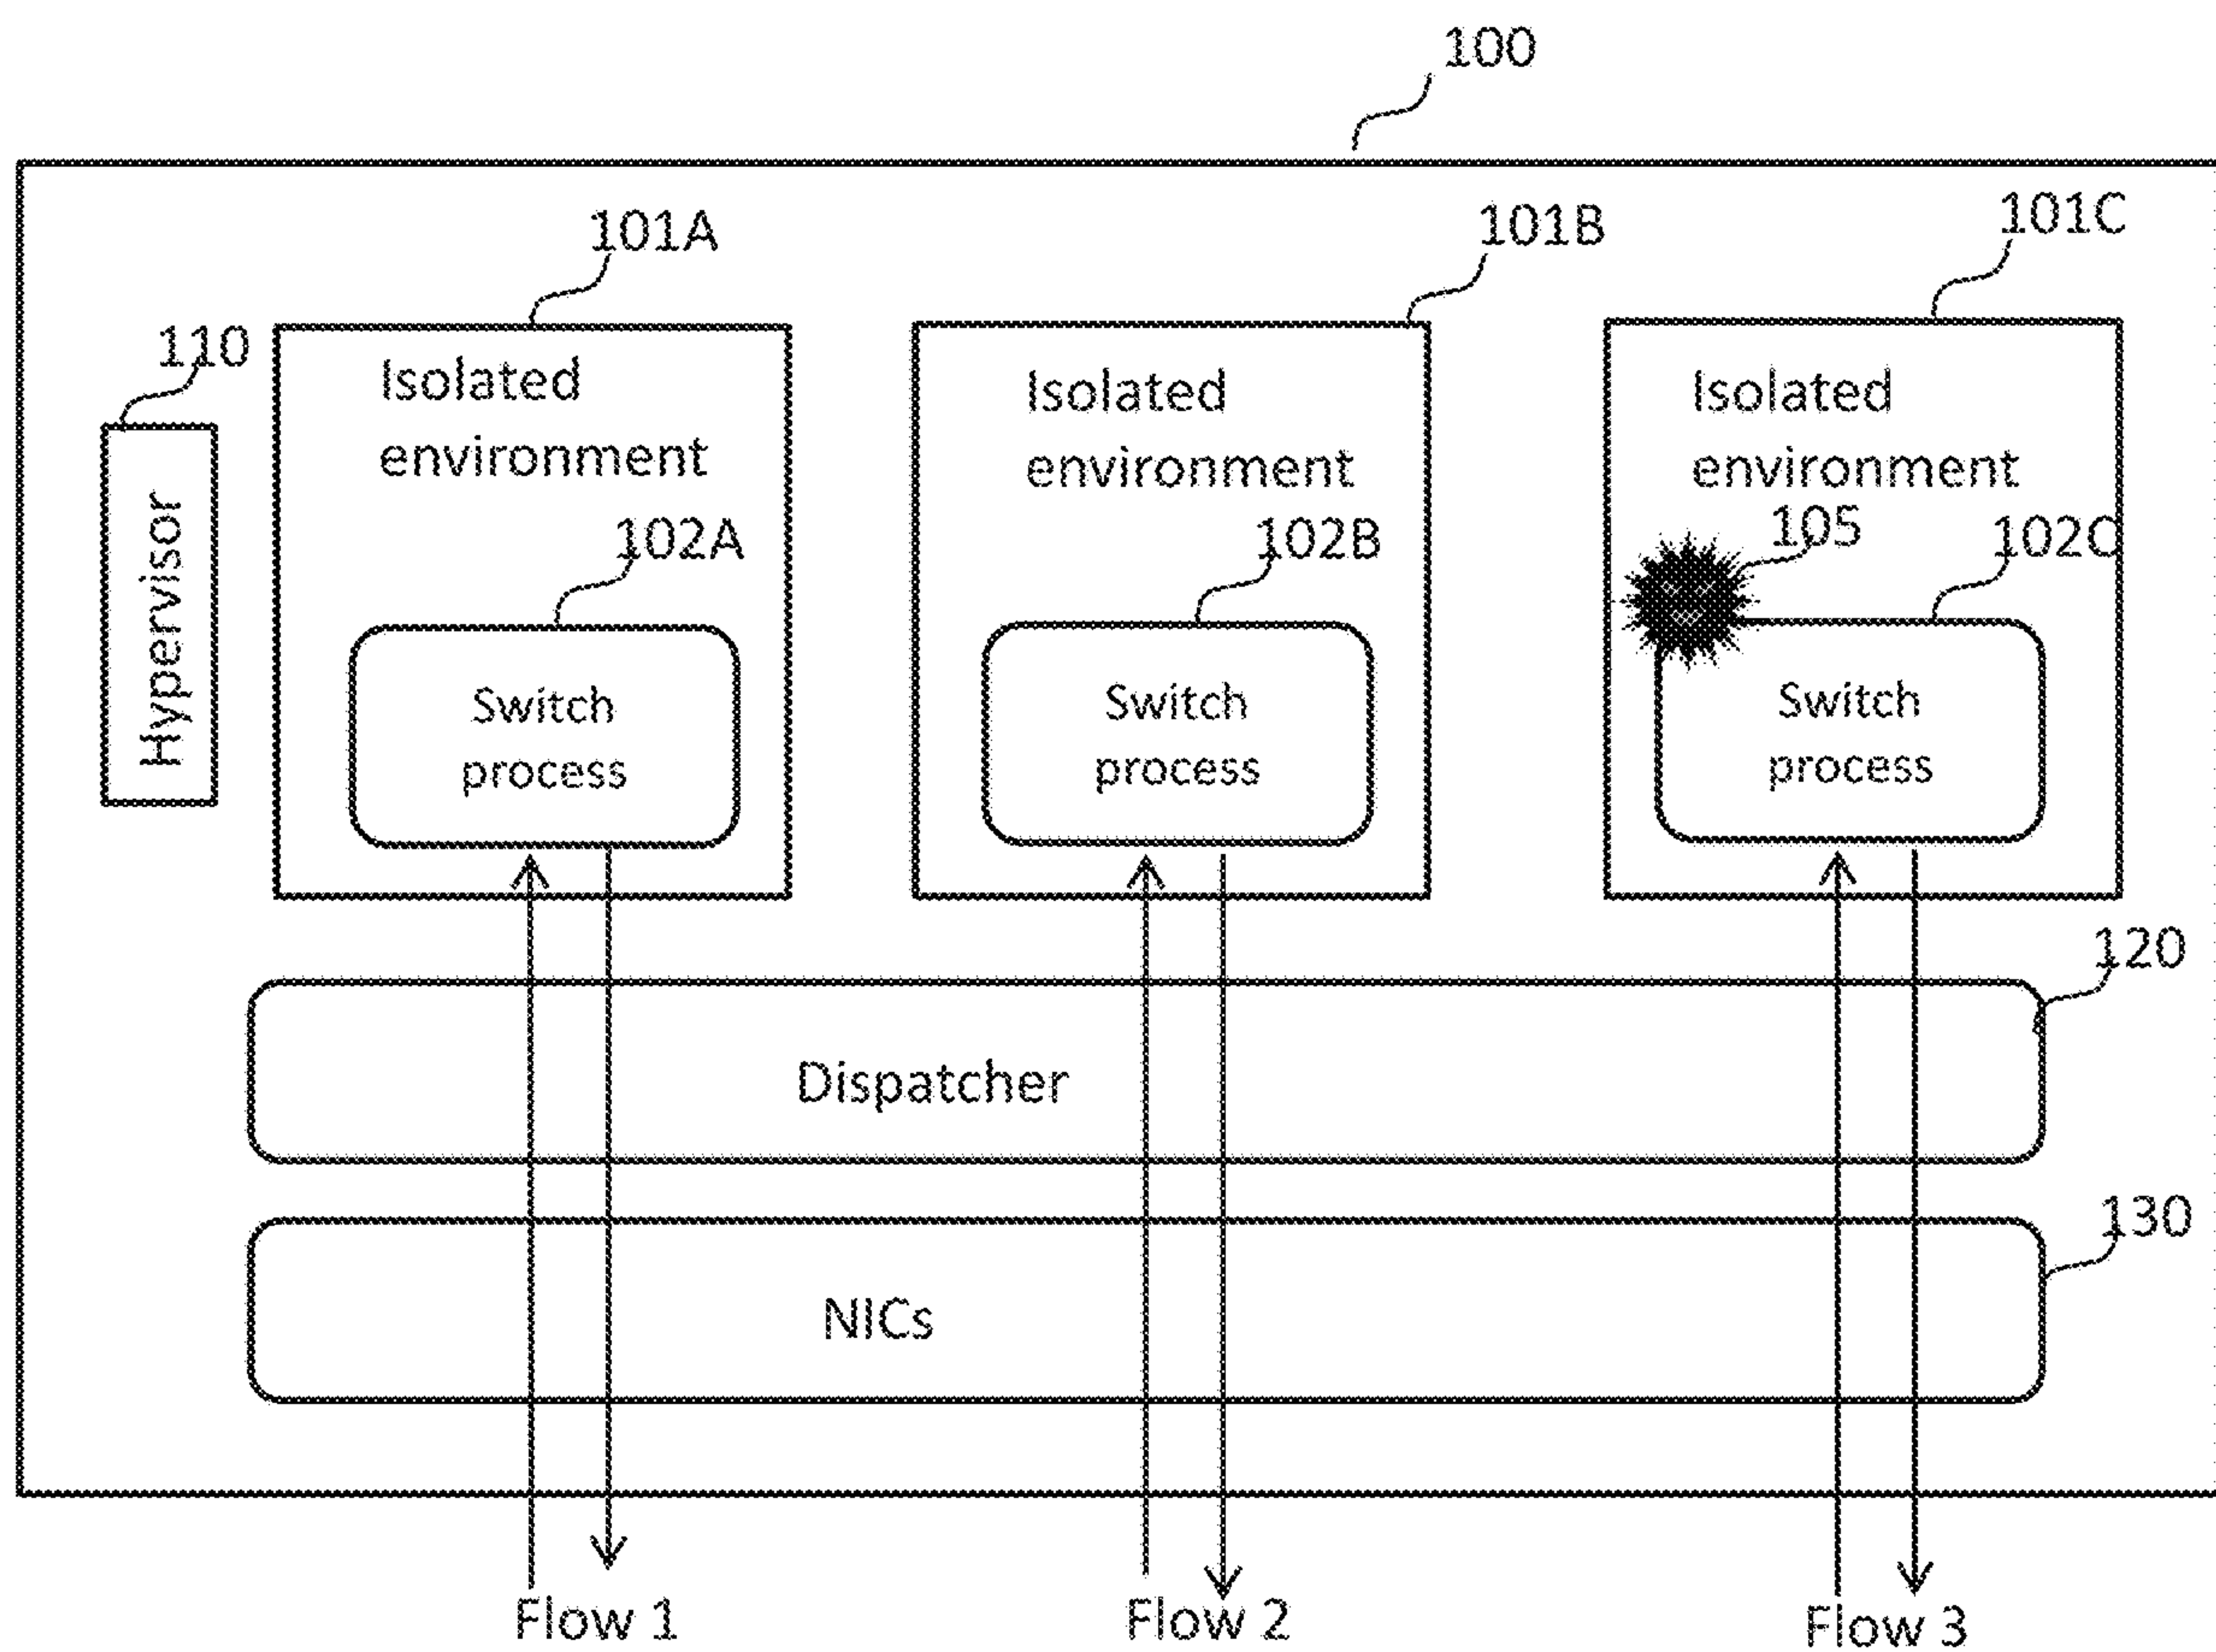 100
101A
101B
101C
110
Isolated
environment
Isolated
environment
Isolated
environment
Hypervisor
102A
102B
105
102C
Switch
process
Switch
process
Switch
process
120
Dispatcher
130
NICs
Flow 1
Flow 2
Flow 3